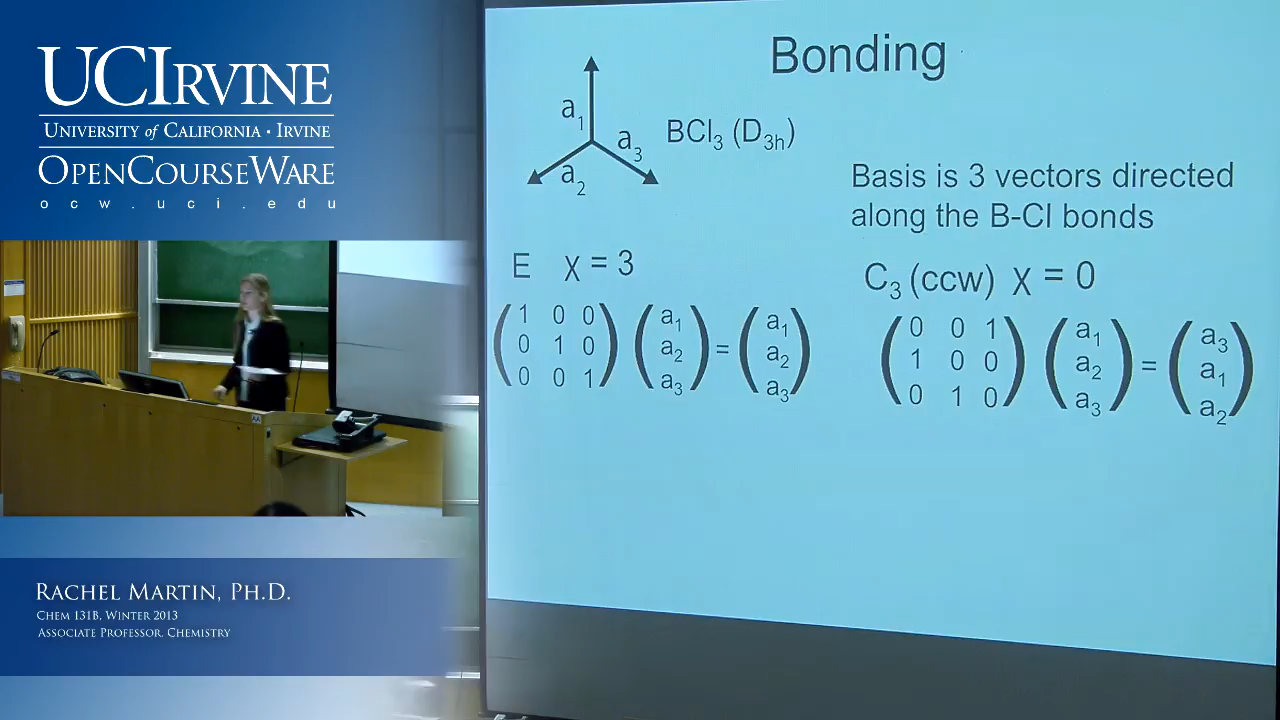 UCIRVINE
UNIVERSITY of CALIFORNIA · IRVINE
OPENCOURSEWARE
ocw.uci.edu
RACHEL MARTIN, PH.D.
CHEM 131B, WINTER 2013
ASSOCIATE PROFESSOR, CHEMISTRY
Bonding
a₁
a₂
a₃
BCl₃ (D₃ₕ)
Basis is 3 vectors directed
along the B-Cl bonds
E χ = 3
(1 0 0) (a₁) = (a₁)
(0 1 0) (a₂) = (a₂)
(0 0 1) (a₃) = (a₃)
C₃ (ccw) χ = 0
(0 0 1) (a₁) = (a₃)
(1 0 0) (a₂) = (a₁)
(0 1 0) (a₃) = (a₂)